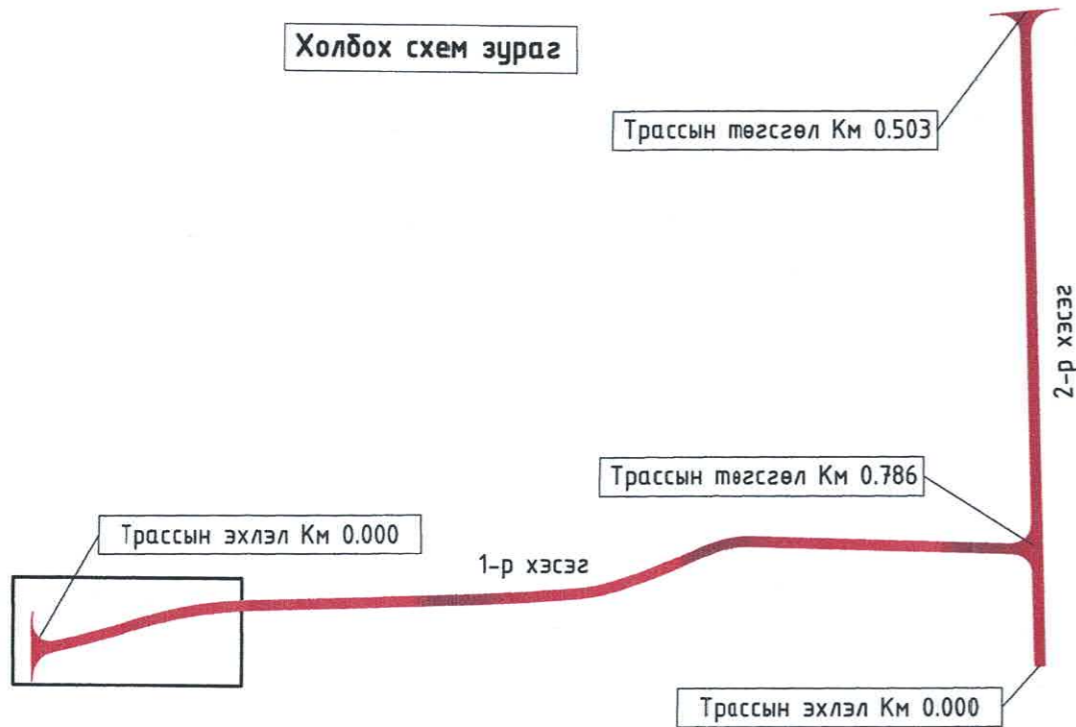 Холбох схем зураг
Трассын төгсгөл Км 0.503
2-р хэсэг
Трассын төгсгөл Км 0.786
Трассын эхлэл Км 0.000
1-р хэсэг
Трассын эхлэл Км 0.000